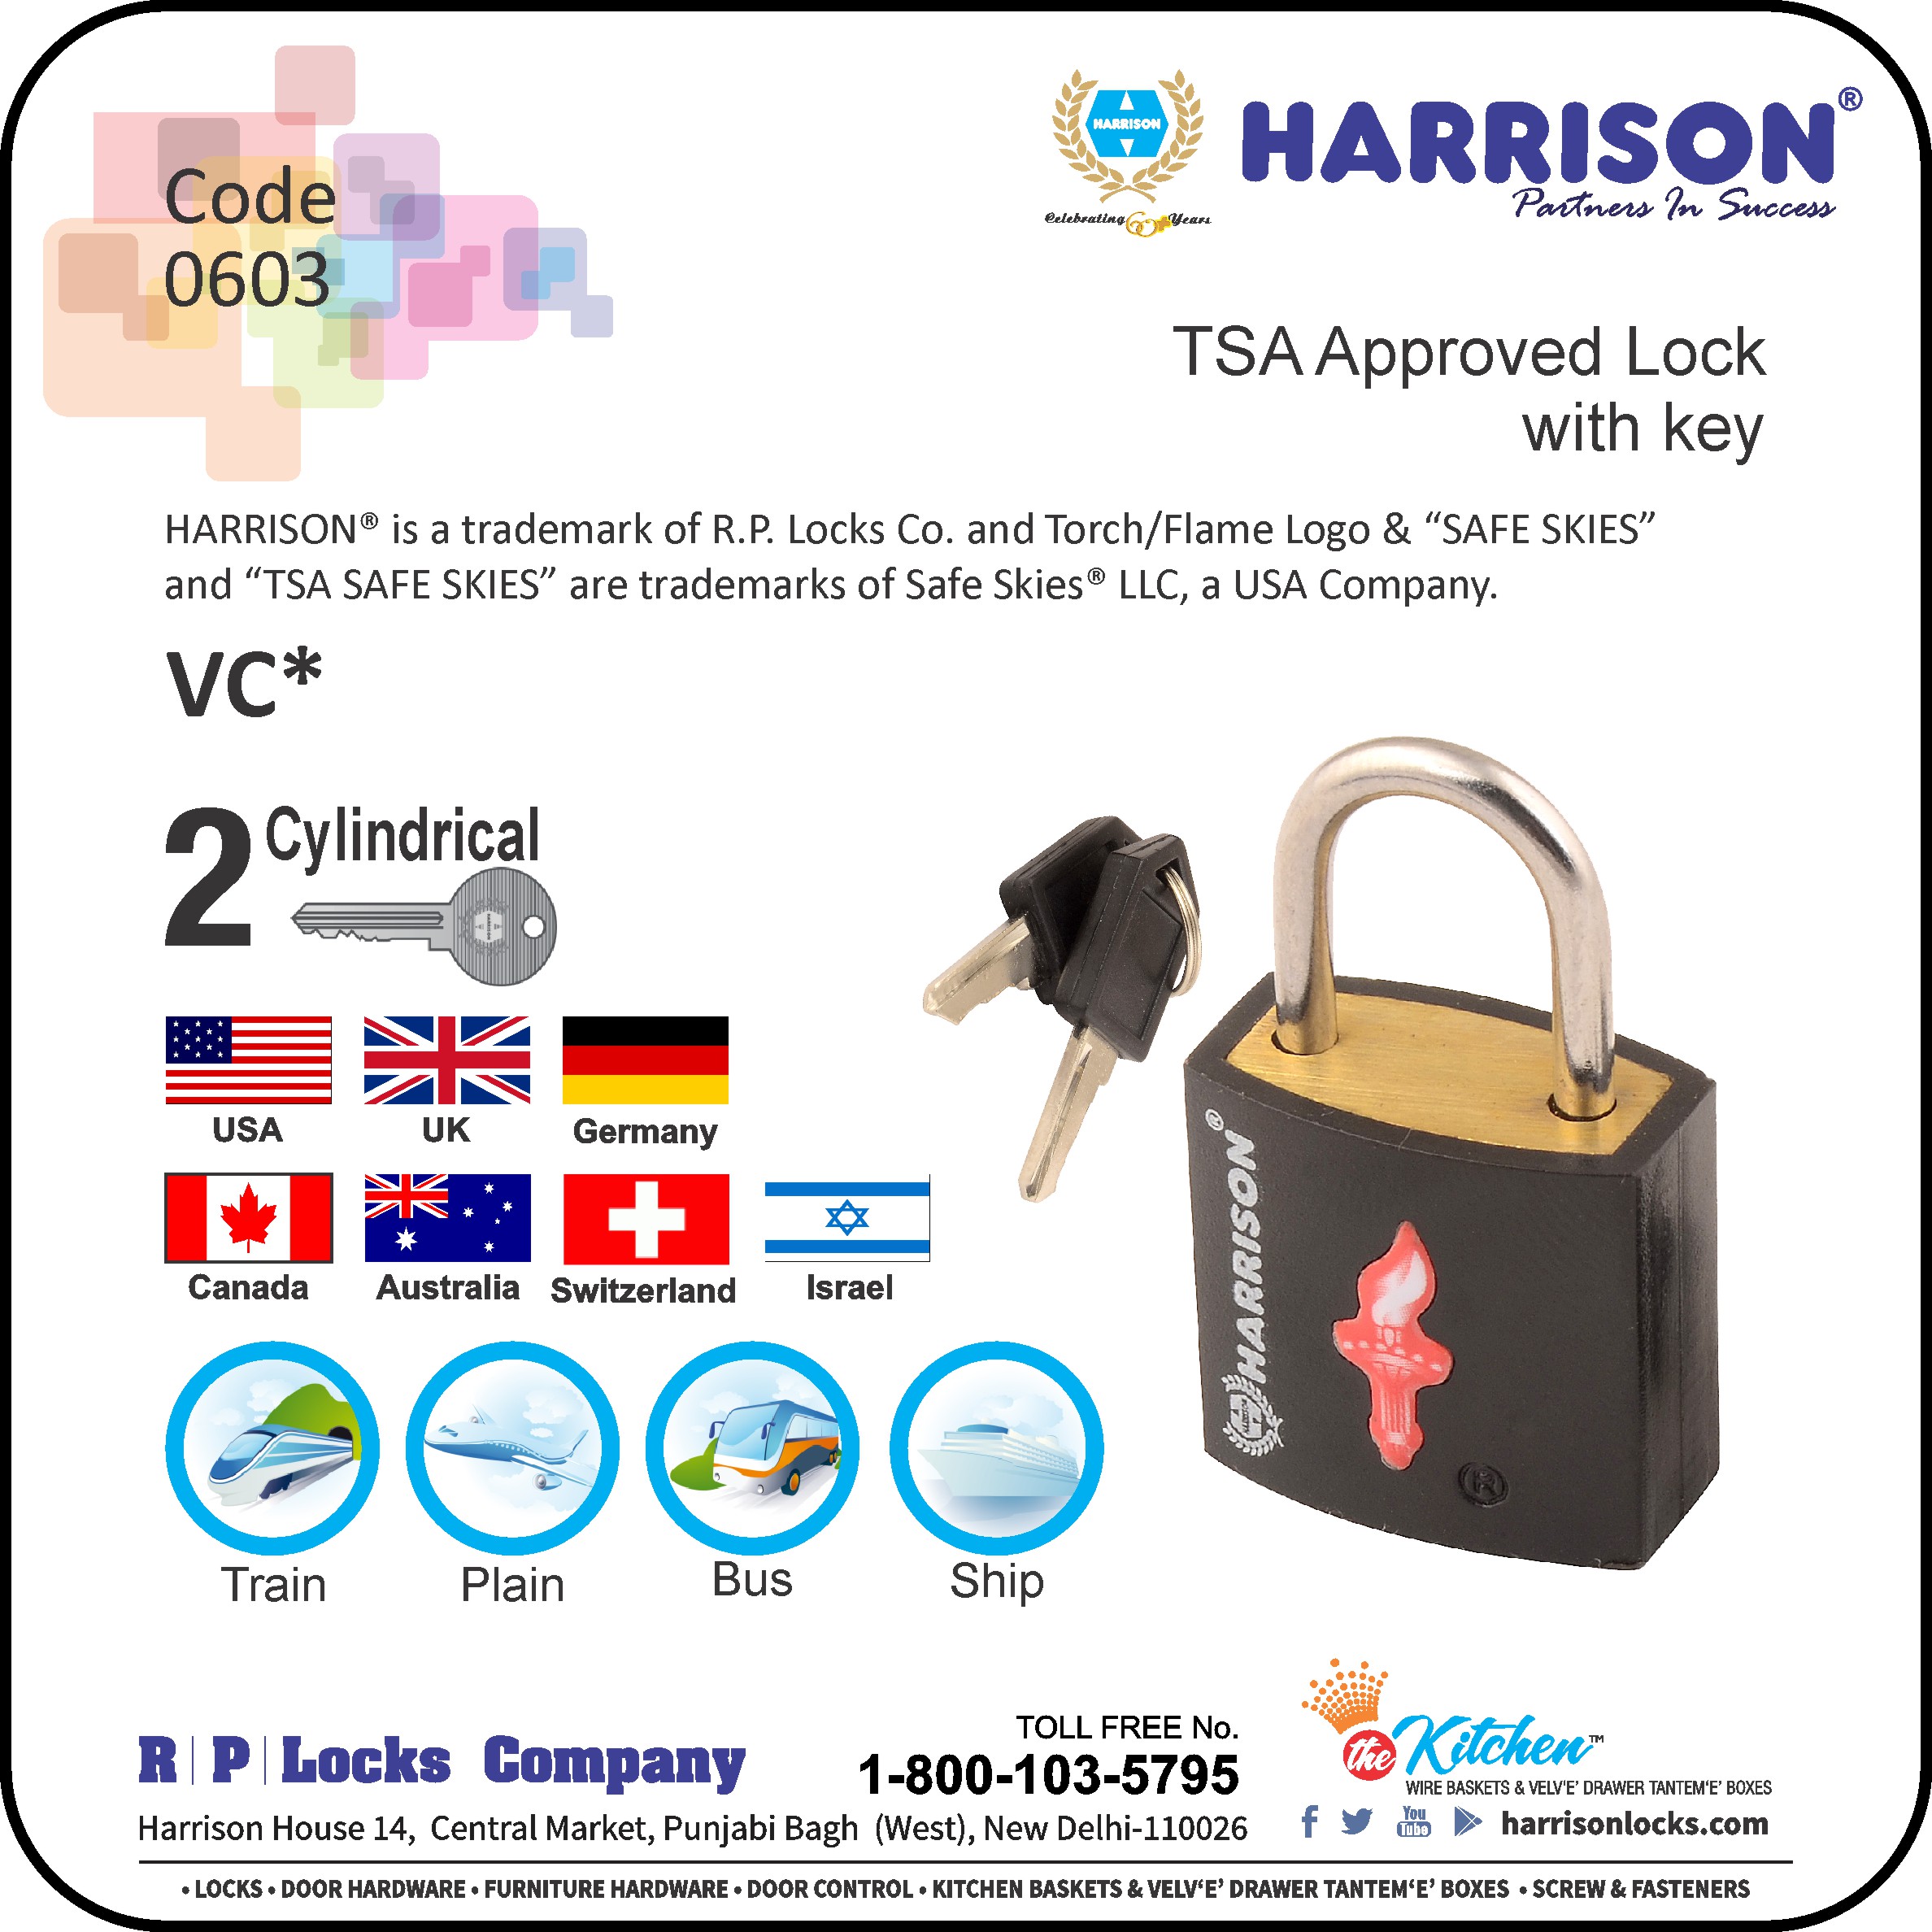 Code
0603
HARRISON
Celebrating 60 Years
HARRISON®
Partners In Success
TSA Approved Lock
with key
HARRISON® is a trademark of R.P. Locks Co. and Torch/Flame Logo & “SAFE SKIES”
and “TSA SAFE SKIES” are trademarks of Safe Skies® LLC, a USA Company.
VC*
2 Cylindrical
HARRISON
USA UK Germany
Canada Australia Switzerland Israel
HARRISON®
®
Train Plain Bus Ship
R|P|Locks Company
TOLL FREE No.
1-800-103-5795
Harrison House 14, Central Market, Punjabi Bagh (West), New Delhi-110026
the Kitchen™
WIRE BASKETS & VELV'E' DRAWER TANTEM'E' BOXES
f You Tube harrisonlocks.com
• LOCKS • DOOR HARDWARE • FURNITURE HARDWARE • DOOR CONTROL • KITCHEN BASKETS & VELV‘E’ DRAWER TANTEM‘E’ BOXES • SCREW & FASTENERS